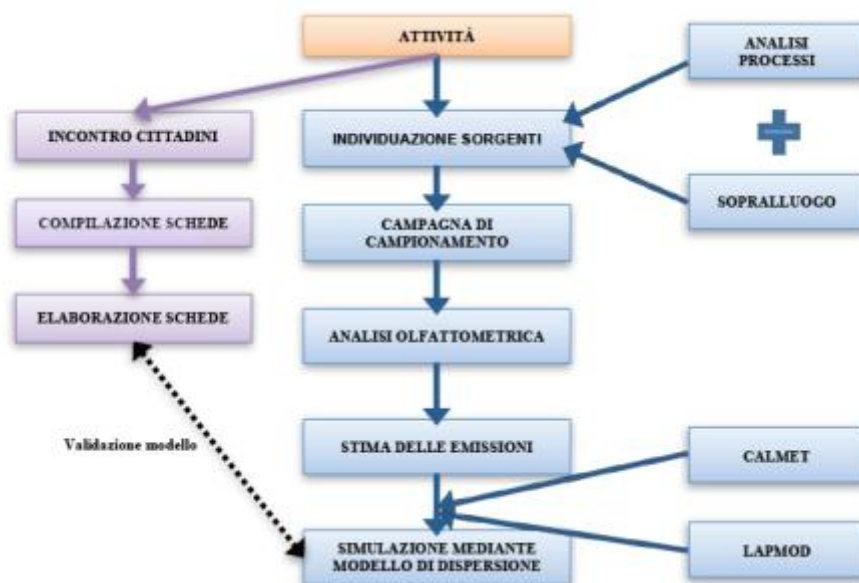 ATTIVITÀ
ANALISI
PROCESSI
INCONTRO CITTADINI
INDIVIDUAZIONE SORGENTI
COMPILAZIONE SCHEDE
CAMPAGNA DI
CAMPIONAMENTO
SOPRALLUOGO
ELABORAZIONE SCHEDE
ANALISI OLFATTOMETRICA
Validazione modello
STIMA DELLE EMISSIONI
CALMET
SIMULAZIONE MEDIANTE
MODELLO DI DISPERSIONE
LAPMOD